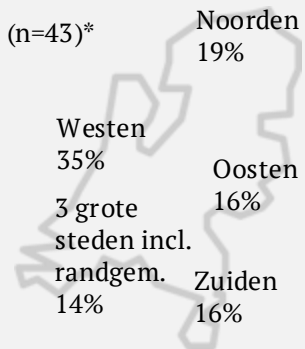 (n=43)*
Noorden
19%
Westen
35%
Oosten
16%
3 grote
steden incl.
randgem.
14%
Zuiden
16%